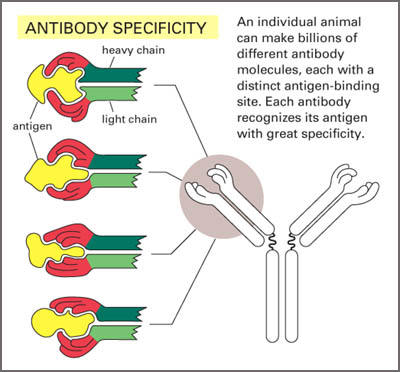 ANTIBODY SPECIFICITY
heavy chain
light chain
antigen
An individual animal
can make billions of
different antibody
molecules, each with a
distinct antigen-binding
site. Each antibody
recognizes its antigen
with great specificity.